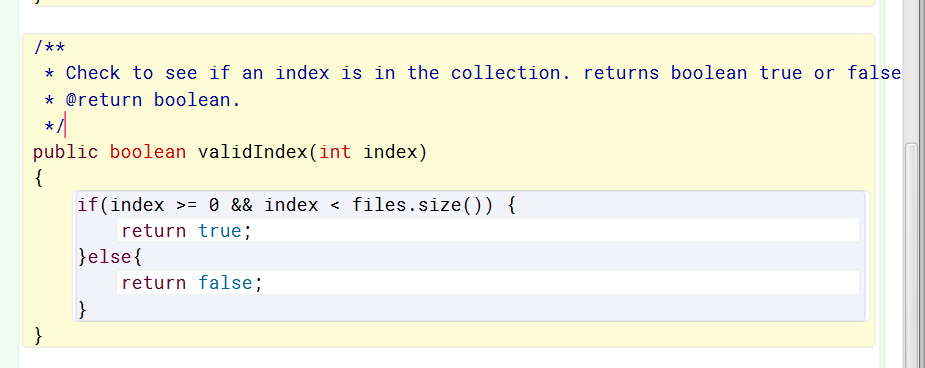 }
/**
 * Check to see if an index is in the collection. returns boolean true or false
 * @return boolean.
 */
public boolean validIndex(int index)
{
    if(index >= 0 && index < files.size()) {
        return true;
    }else{
        return false;
    }
}